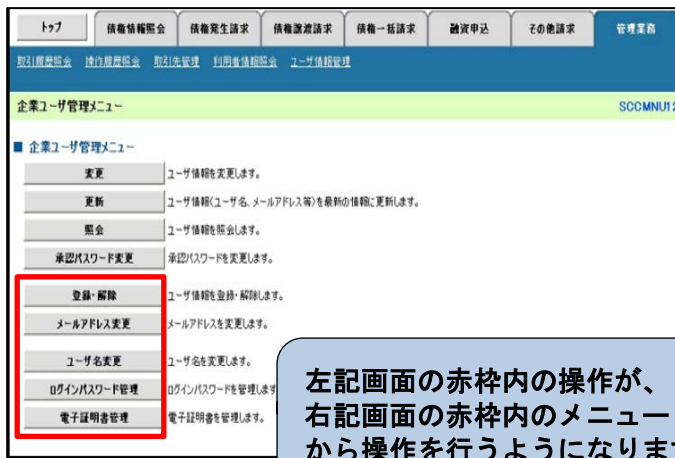 トップ 債権情報照会 債権発生請求 債権譲渡請求 債権一括請求 融資申込 その他請求 管理業務
取引履歴照会 操作履歴照会 取引先管理 利用者情報照会 ユーザ情報管理
企業ユーザ管理メニュー SCCMNU12
■ 企業ユーザ管理メニュー
変更 ユーザ情報を変更します。
更新 ユーザ情報(ユーザ名、メールアドレス等)を最新の情報に更新します。
照会 ユーザ情報を照会します。
承認パスワード変更 承認パスワードを変更します。
登録・解除 ユーザ情報を登録・解除します。
メールアドレス変更 メールアドレスを変更します。
ユーザ名変更 ユーザ名を変更します。
ログインパスワード管理 ログインパスワードを管理します
電子証明書管理 電子証明書を管理します。
左記画面の赤枠内の操作が、
右記画面の赤枠内のメニュー
から操作を行うようになります